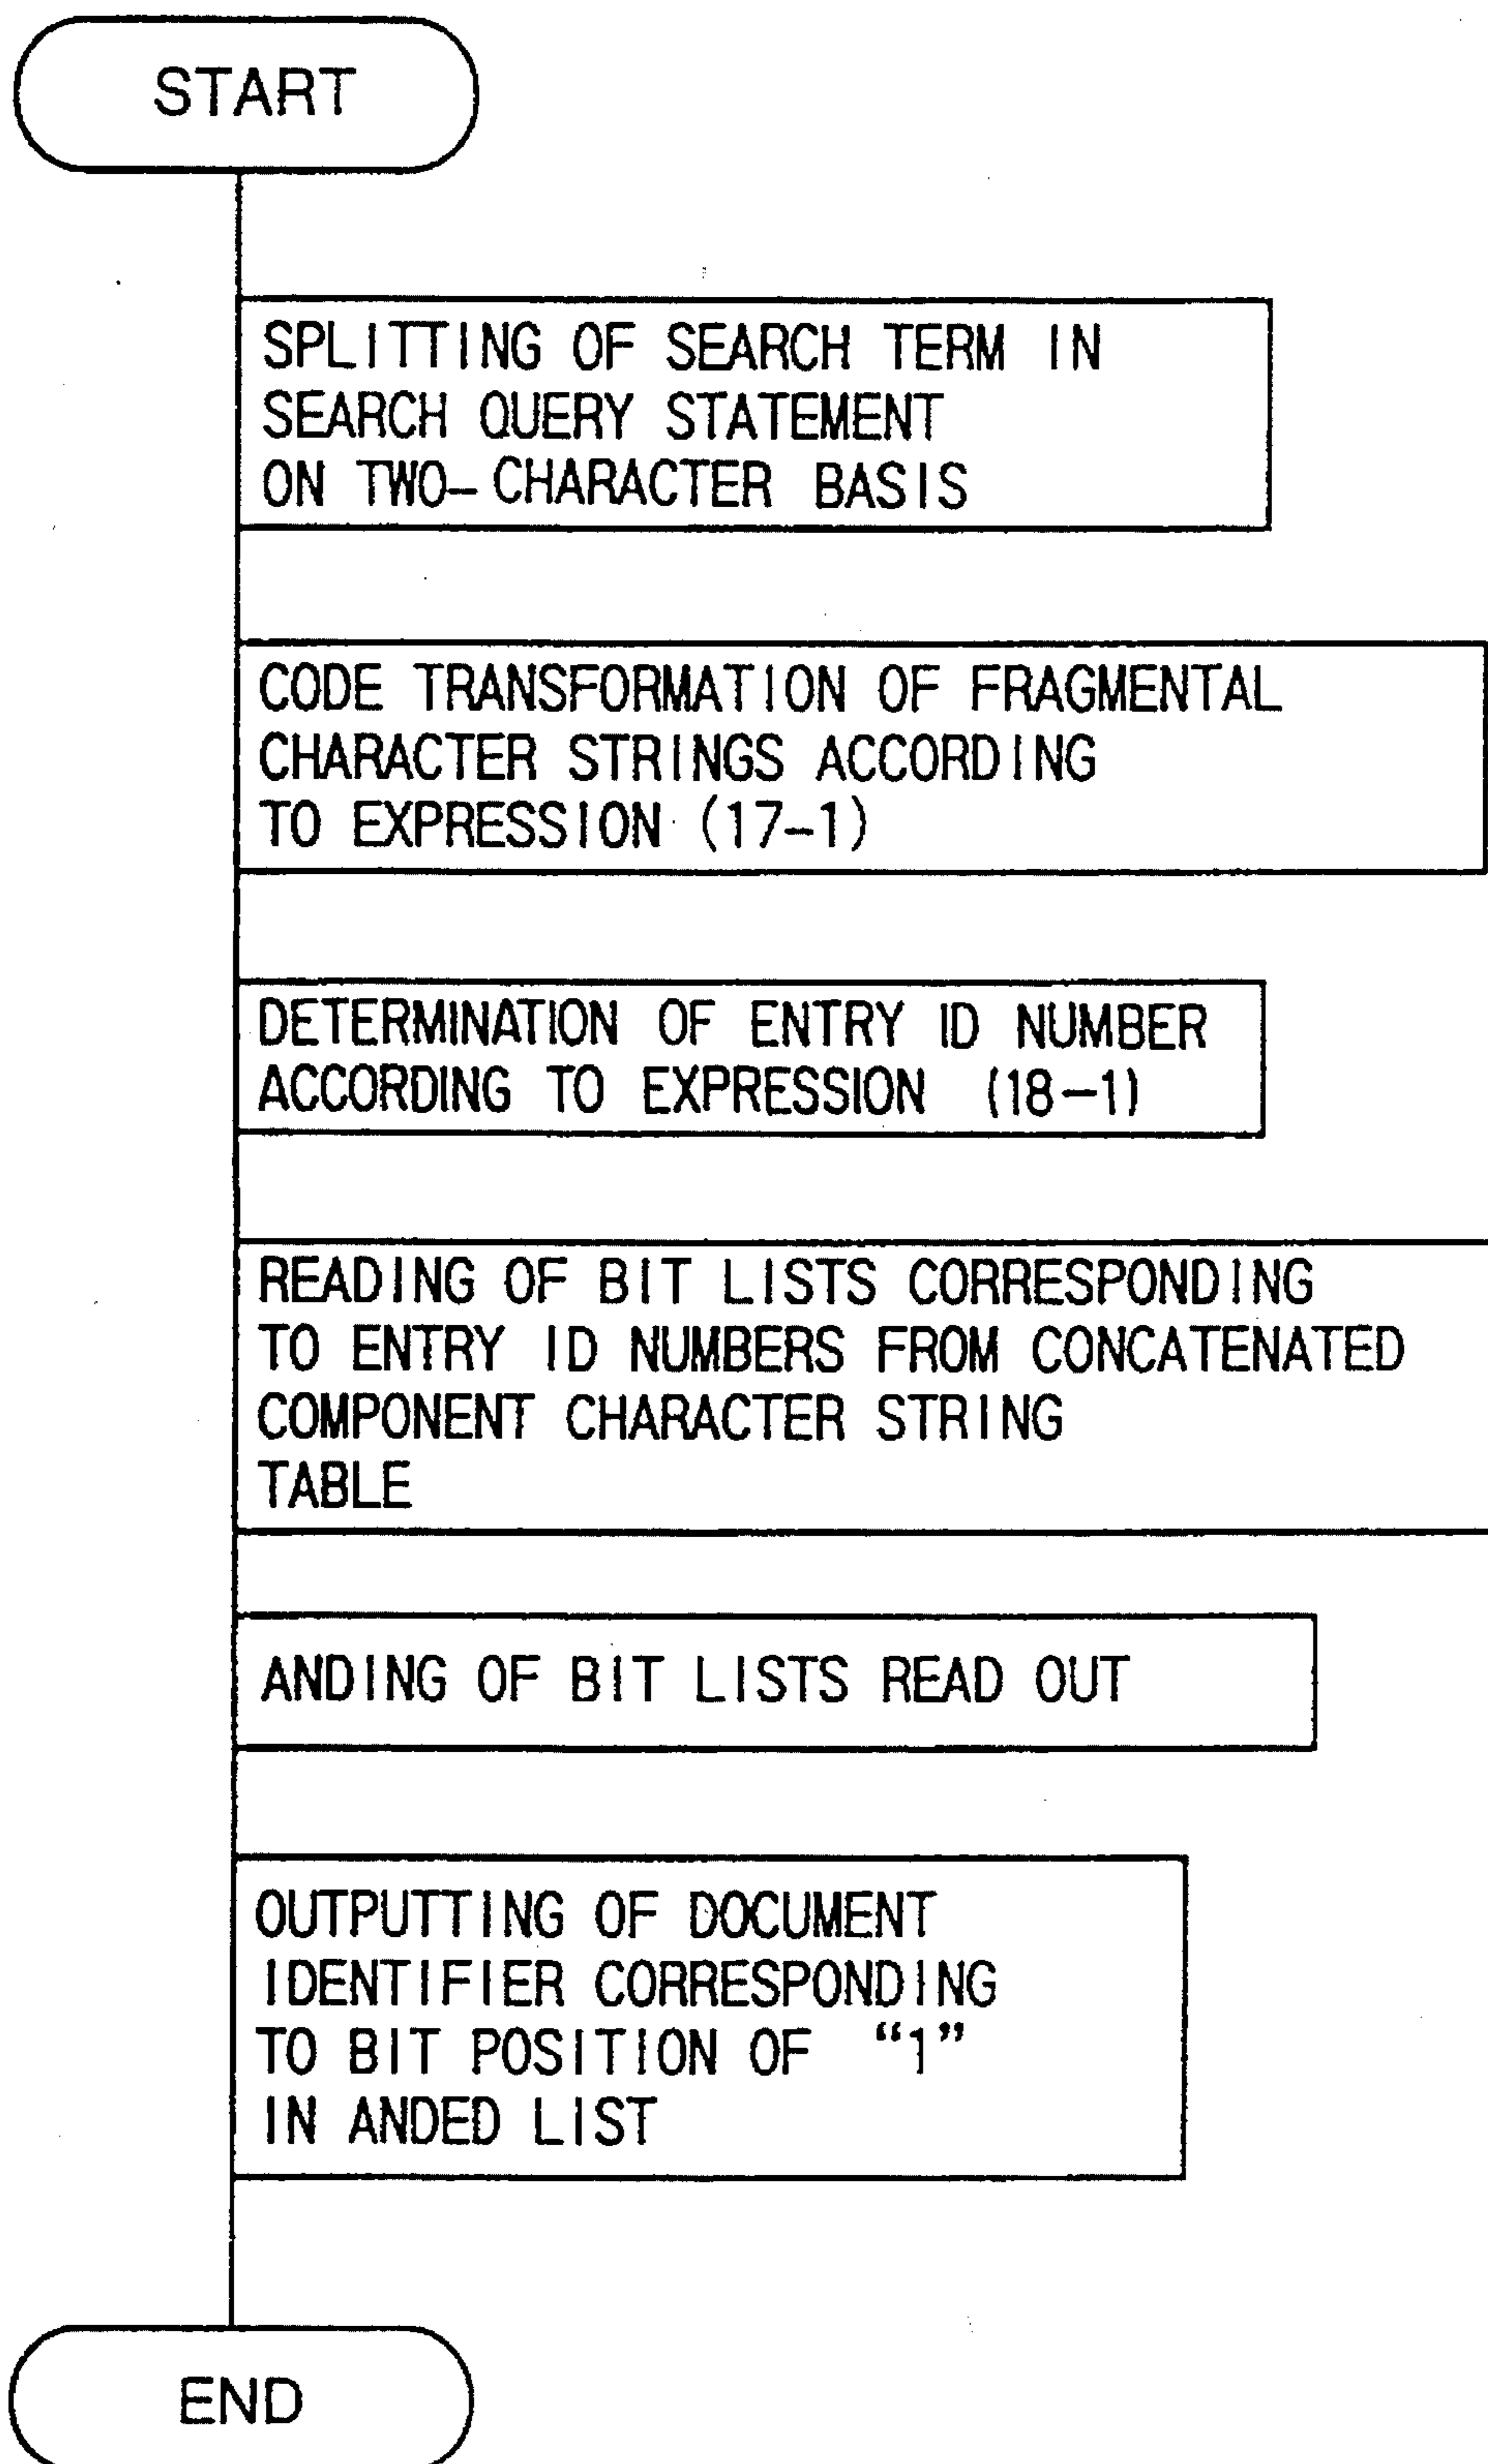 START
SPLITTING OF SEARCH TERM IN
SEARCH QUERY STATEMENT
ON TWO-CHARACTER BASIS
CODE TRANSFORMATION OF FRAGMENTAL
CHARACTER STRINGS ACCORDING
TO EXPRESSION (17-1)
DETERMINATION OF ENTRY ID NUMBER
ACCORDING TO EXPRESSION (18-1)
READING OF BIT LISTS CORRESPONDING
TO ENTRY ID NUMBERS FROM CONCATENATED
COMPONENT CHARACTER STRING
TABLE
ANDING OF BIT LISTS READ OUT
OUTPUTTING OF DOCUMENT
IDENTIFIER CORRESPONDING
TO BIT POSITION OF “1”
IN ANDED LIST
END